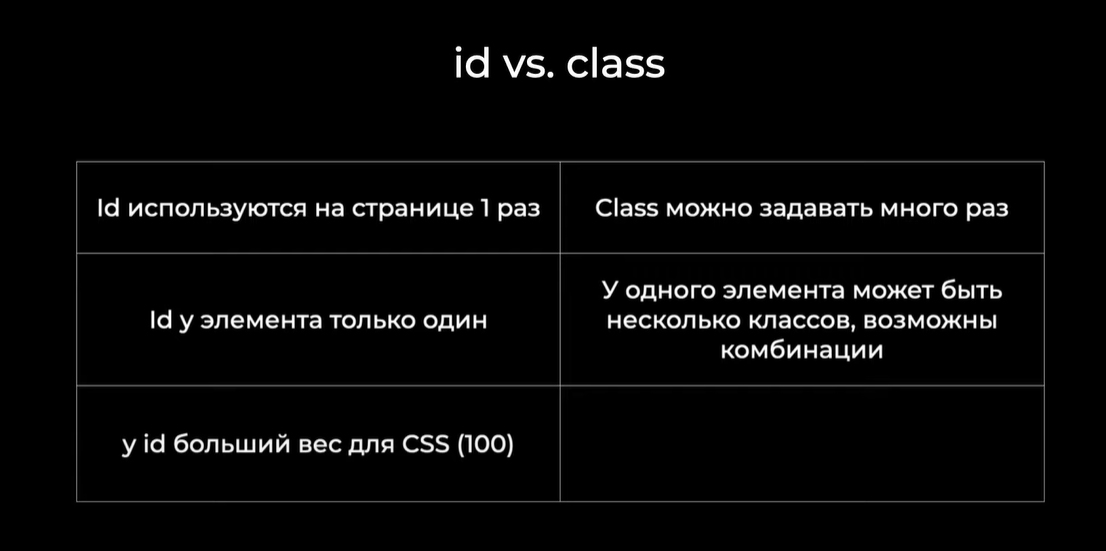 id vs. class
Id используются на странице 1 раз
Class можно задавать много раз
Id у элемента только один
У одного элемента может быть
несколько классов, возможны
комбинации
у id больший вес для CSS (100)